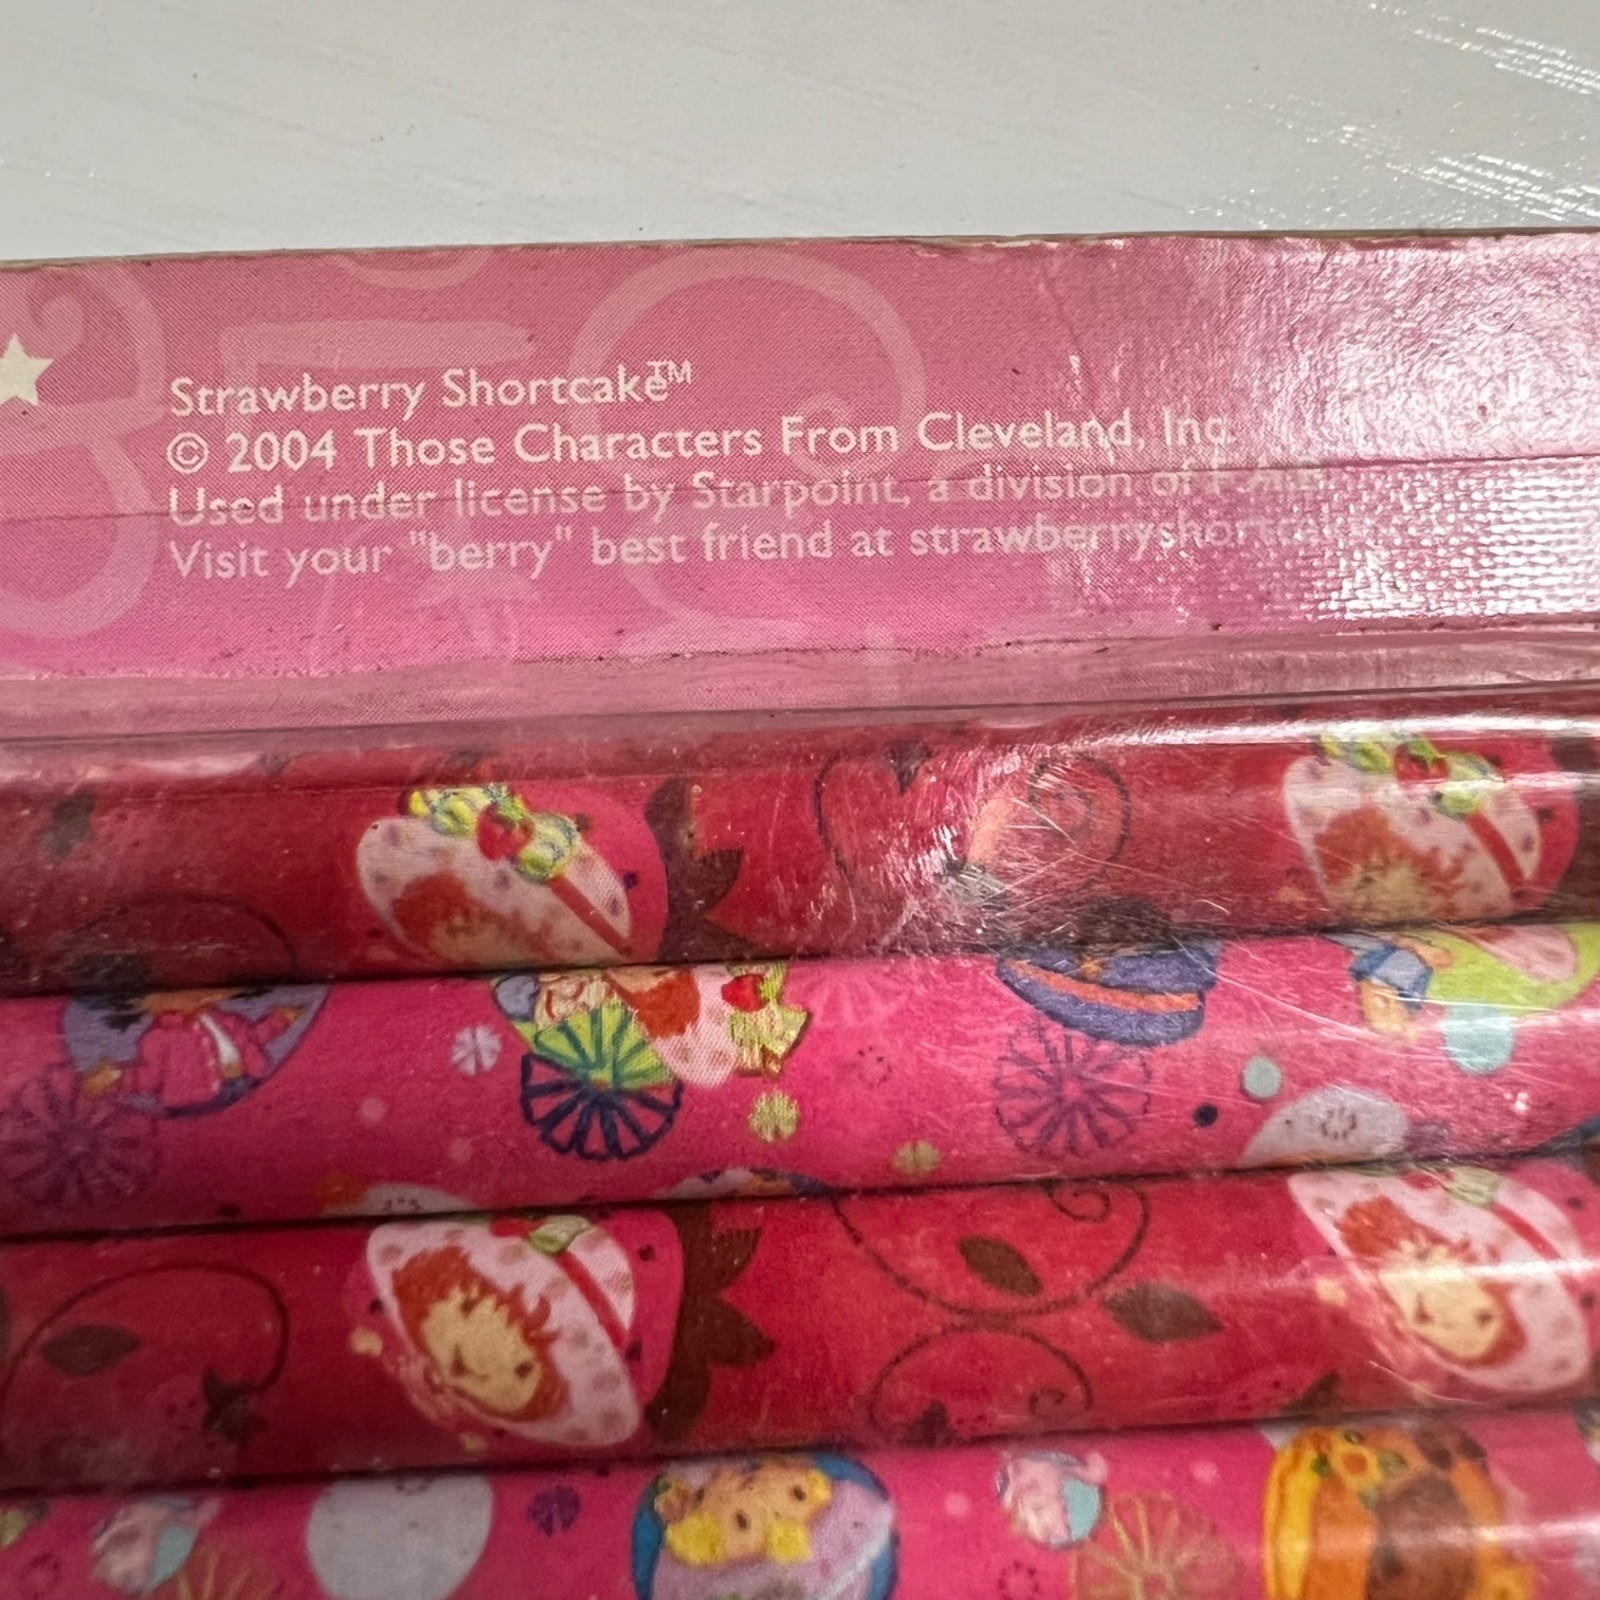 Strawberry Shortcake™
© 2004 Those Characters From Cleveland, Inc.
Used under license by Starpoint, a division of
Visit your "berry" best friend at